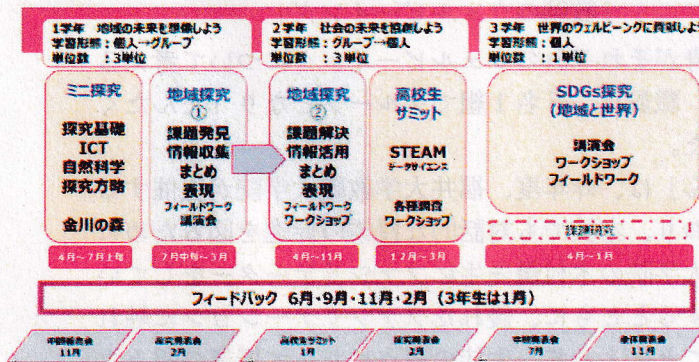 1学年 地域の未来を想像しよう
学習形態：個人→グループ
単位数：3単位
2学年 社会の未来を協創しよう
学習形態：グループ→個人
単位数：3単位
3学年 世界のウェルビーングに貢献しよ
学習形態：個人
単位数：1単位
ミニ探究
探究基礎
ICT
自然科学
探究方略
金川の森
4月～7月上旬
地域探究
①
課題発見
情報収集
まとめ
表現
フィールドワーク
講演会
7月中旬～3月
地域探究
②
課題解決
情報活用
まとめ
表現
フィールドワーク
ワークショップ
4月～11月
高校生
サミット
STEAM
データサイエンス
各種調査
ワークショップ
12月～3月
SDGs探究
(地域と世界)
講演会
ワークショップ
フィールドワーク
課題研究
4月～1月
フィードバック 6月・9月・11月・2月 (3年生は1月)
中間報告会
11月
探究発表会
2月
高校生サミット
1月
探究発表会
2月
中間発表会
7月
全体発表会
11月